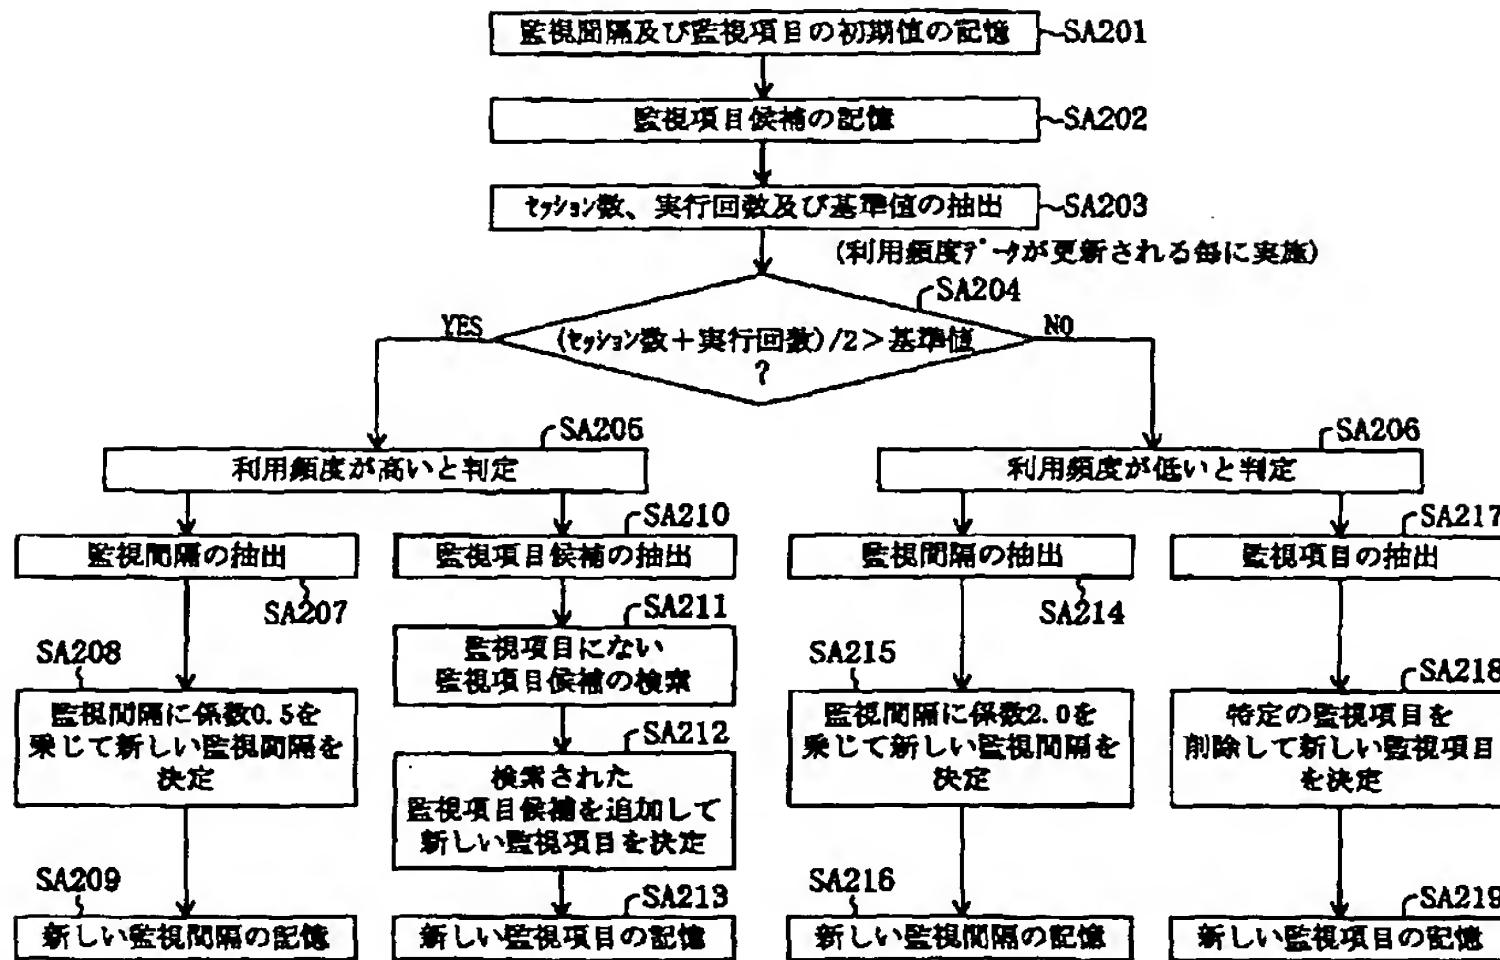 監視間隔及び監視項目の初期値の記憶
SA201
監視項目候補の記憶
SA202
ｾｯｼｮﾝ数、実行回数及び基準値の抽出
SA203
(利用頻度ﾃﾞｰﾀが更新される毎に実施)
SA204
YES
(ｾｯｼｮﾝ数＋実行回数)/2＞基準値
?
NO
SA205
利用頻度が高いと判定
SA206
利用頻度が低いと判定
監視間隔の抽出
SA207
SA210
監視項目候補の抽出
監視間隔の抽出
SA214
SA217
監視項目の抽出
SA211
監視項目にない
監視項目候補の検索
SA208
監視間隔に係数0.5を
乗じて新しい監視間隔を
決定
SA212
検索された
監視項目候補を追加して
新しい監視項目を決定
SA215
監視間隔に係数2.0を
乗じて新しい監視間隔を
決定
SA218
特定の監視項目を
削除して新しい監視項目
を決定
SA209
新しい監視間隔の記憶
SA213
新しい監視項目の記憶
SA216
新しい監視間隔の記憶
SA219
新しい監視項目の記憶